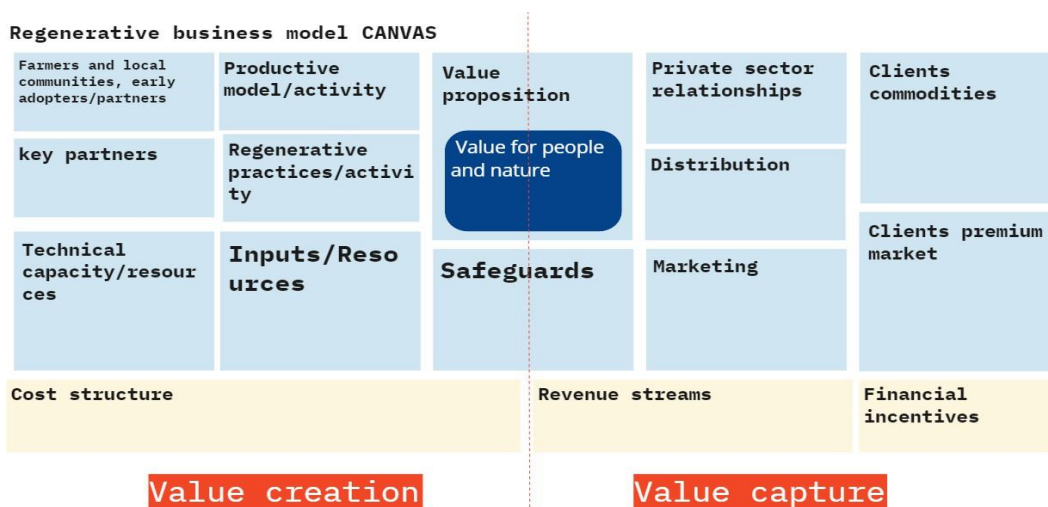 Regenerative business model CANVAS
Farmers and local
communities, early
adopters/partners
key partners
Technical
capacity/resour
ces
Productive
model/activity
Regenerative
practices/activi
ty
Inputs/Reso
urces
Value
proposition
Value for people
and nature
Safeguards
Private sector
relationships
Distribution
Marketing
Clients
commodities
Clients premium
market
Cost structure
Revenue streams
Financial
incentives
Value creation
Value capture